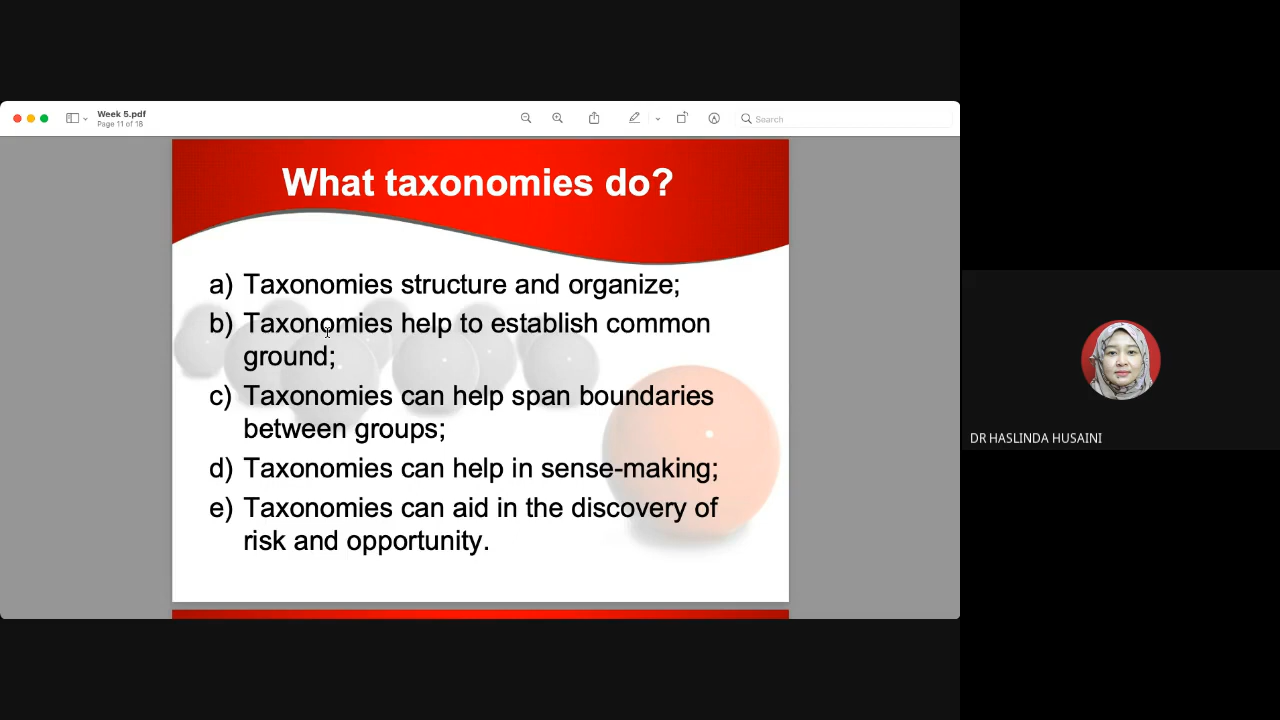 Week 5.pdf
Page 11 of 18
Search
What taxonomies do?
a) Taxonomies structure and organize;
b) Taxonomies help to establish common
ground;
c) Taxonomies can help span boundaries
between groups;
d) Taxonomies can help in sense-making;
e) Taxonomies can aid in the discovery of
risk and opportunity.
DR HASLINDA HUSAINI